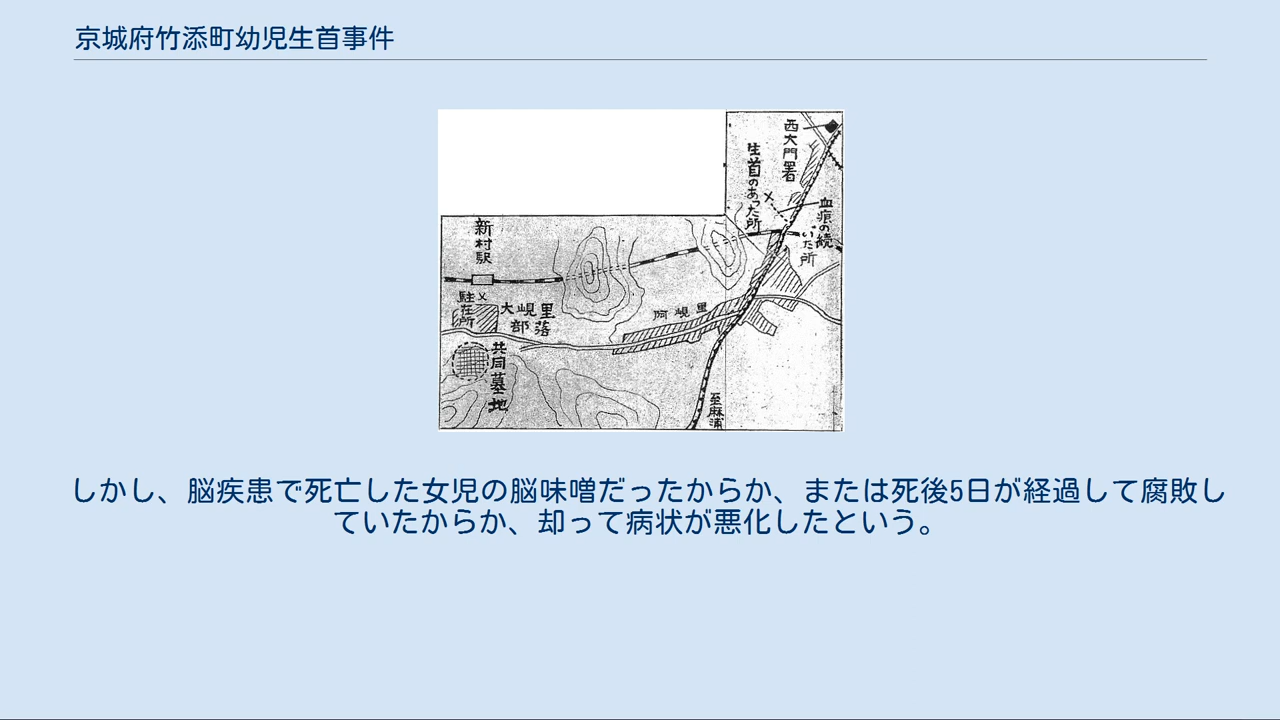 京城府竹添町幼児生首事件
西大門署
生首のあった所
血痕の続いた所
新村駅
駐在所
大峴里部落
阿峴里
共同墓地
至麻浦
しかし、脳疾患で死亡した女児の脳味噌だったからか、または死後5日が経過して腐敗し
ていたからか、却って病状が悪化したという。